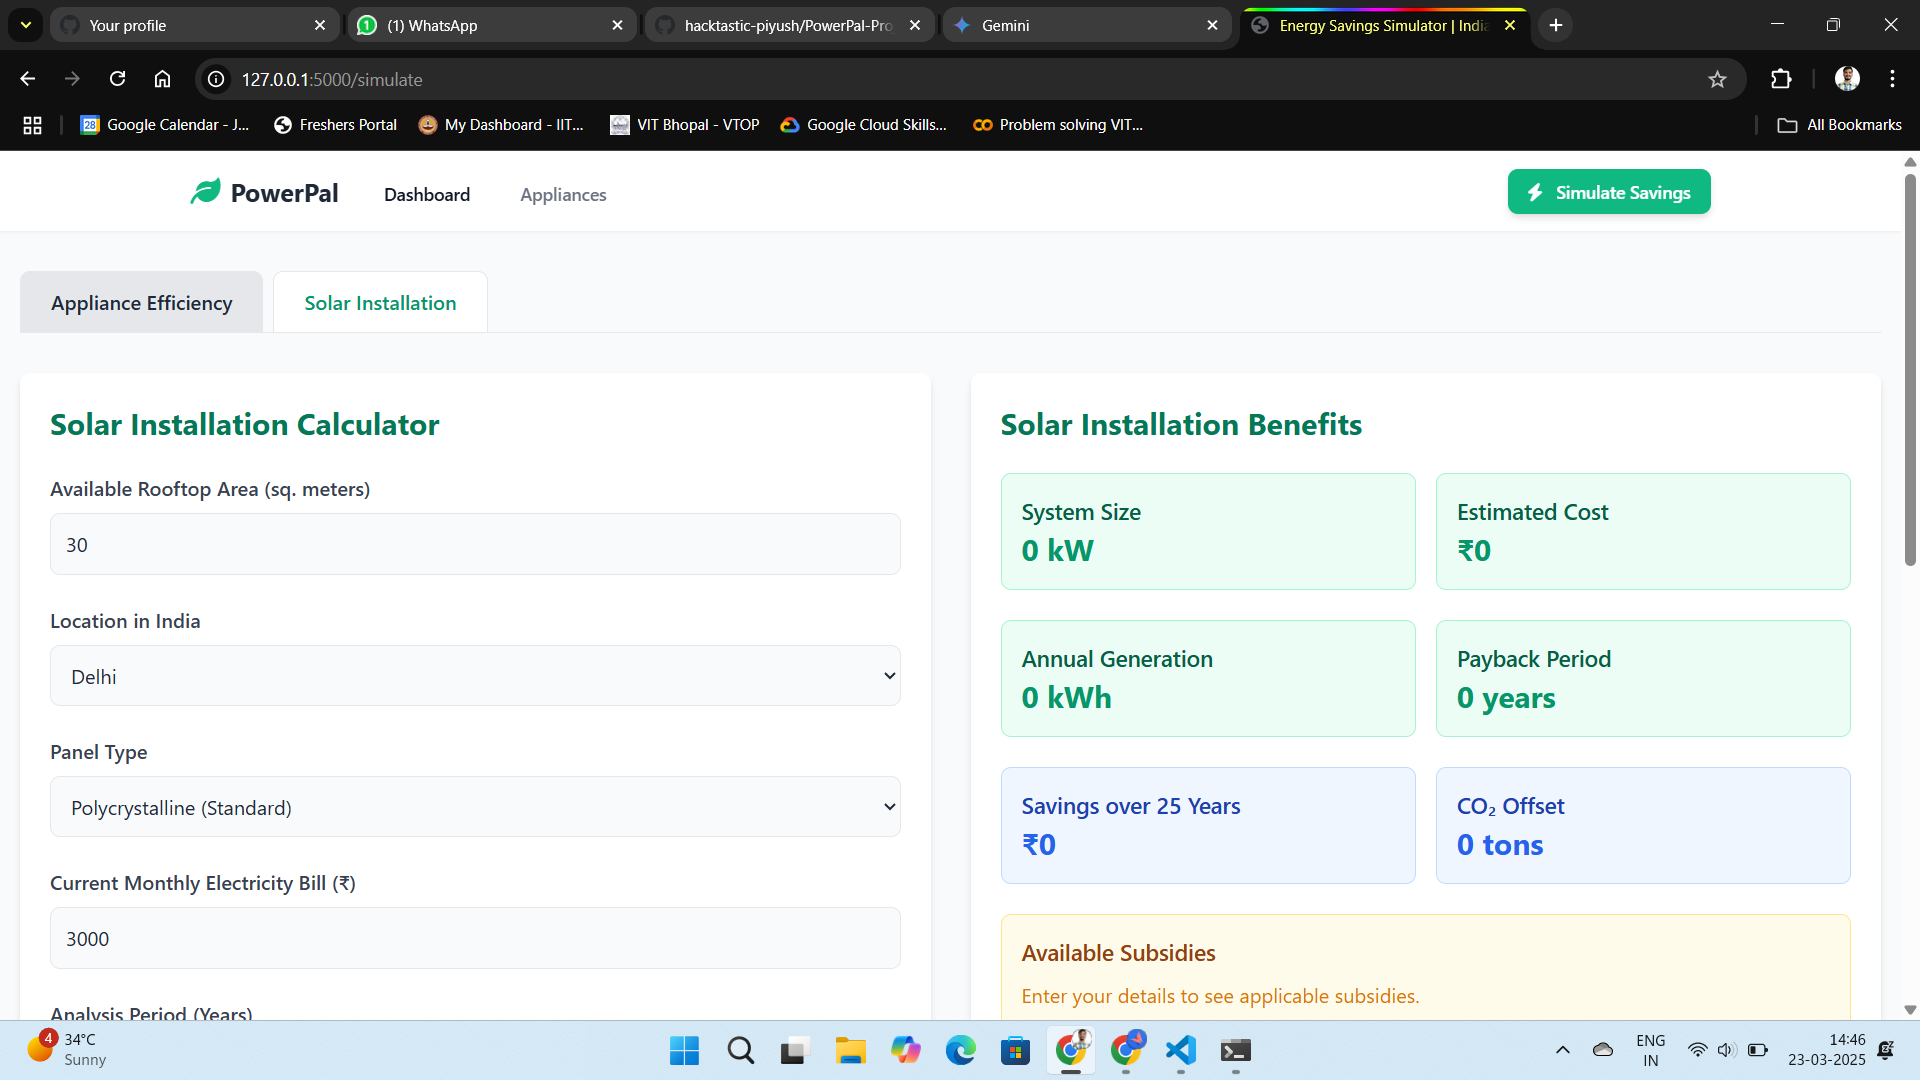 Your profile
(1) WhatsApp
hacktastic-piyush/PowerPal-Pro
Gemini
Energy Savings Simulator | India
127.0.0.1:5000/simulate
Google Calendar - J...
Freshers Portal
My Dashboard - IIT...
VIT Bhopal - VTOP
Google Cloud Skills...
Problem solving VIT...
All Bookmarks
PowerPal
Dashboard
Appliances
Simulate Savings
Appliance Efficiency
Solar Installation
Solar Installation Calculator
Available Rooftop Area (sq. meters)
30
Location in India
Delhi
Panel Type
Polycrystalline (Standard)
Current Monthly Electricity Bill (₹)
3000
Analysis Period (Years)
Solar Installation Benefits
System Size
0 kW
Estimated Cost
₹0
Annual Generation
0 kWh
Payback Period
0 years
Savings over 25 Years
₹0
CO₂ Offset
0 tons
Available Subsidies
Enter your details to see applicable subsidies.
4
34°C
Sunny
ENG
IN
14:46
23-03-2025